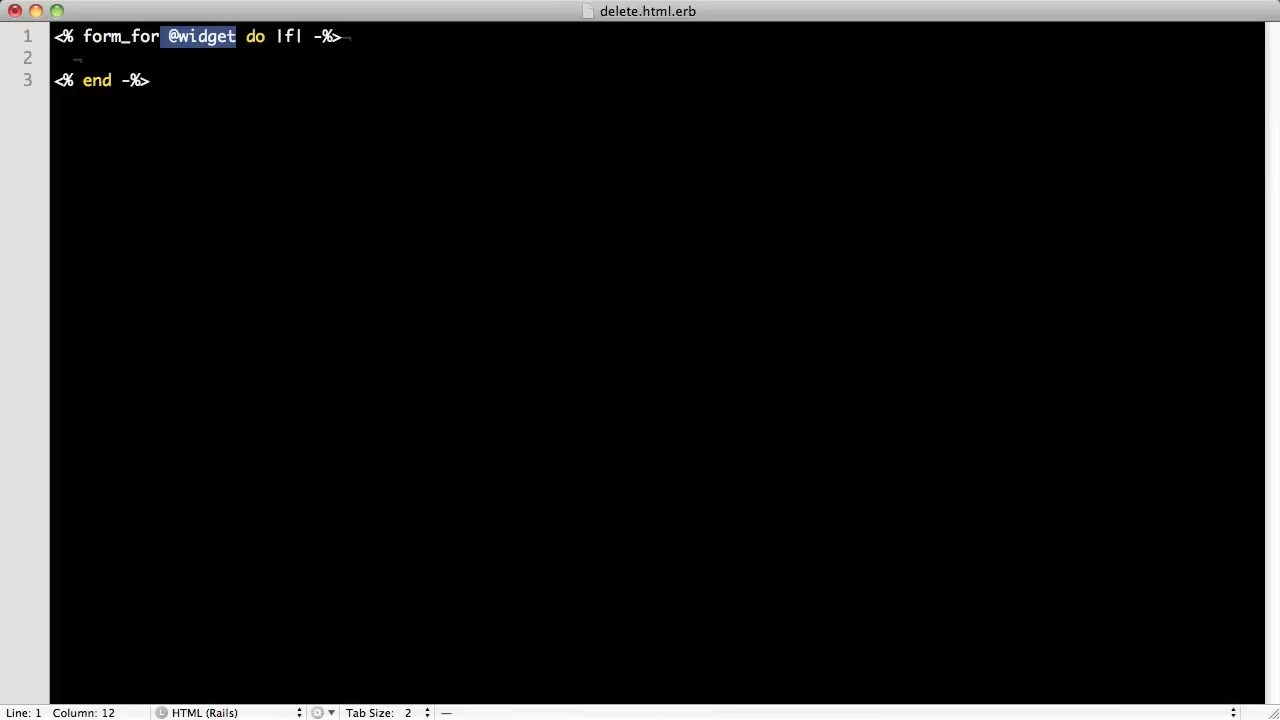 delete.html.erb
1 <% form_for @widget do |f| -%>¬
2 ¬
3 <% end -%>
Line: 1 Column: 12 L HTML (Rails) Tab Size: 2 —